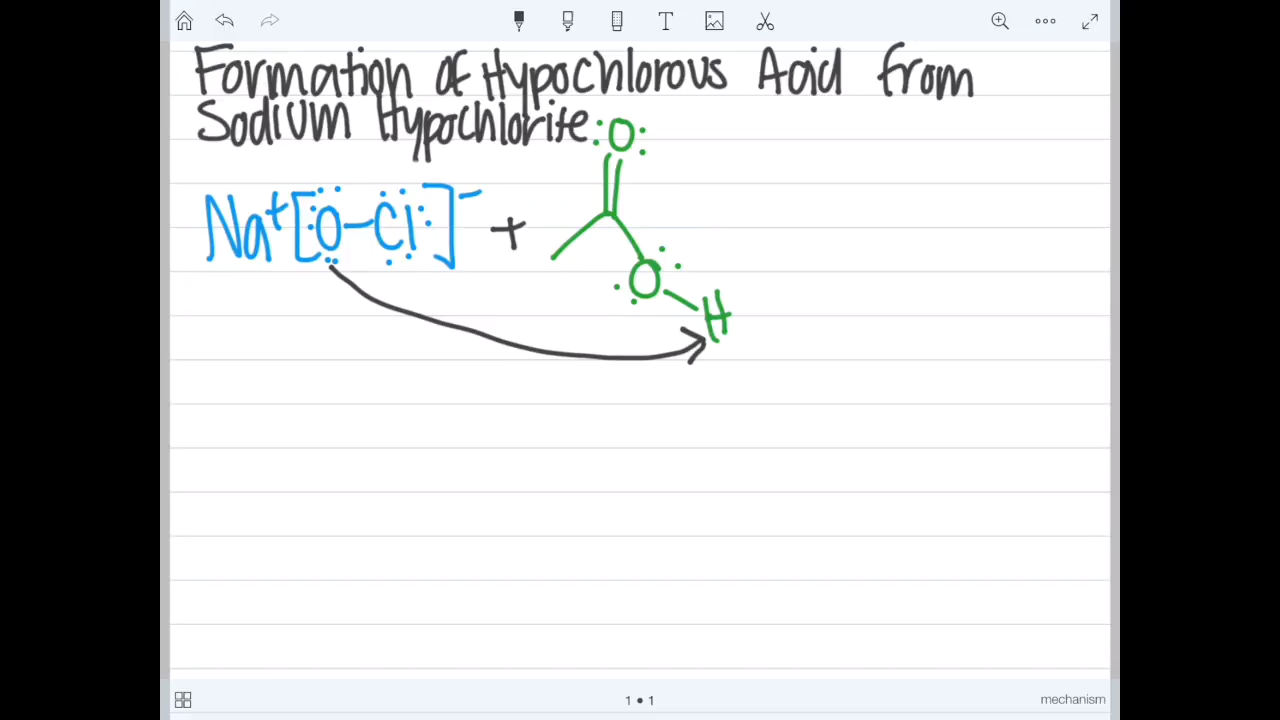 Formation of Hypochlorous Acid from
Sodium Hypochlorite
O
Na+ [O-Cl]- +
O
H
1 • 1
mechanism